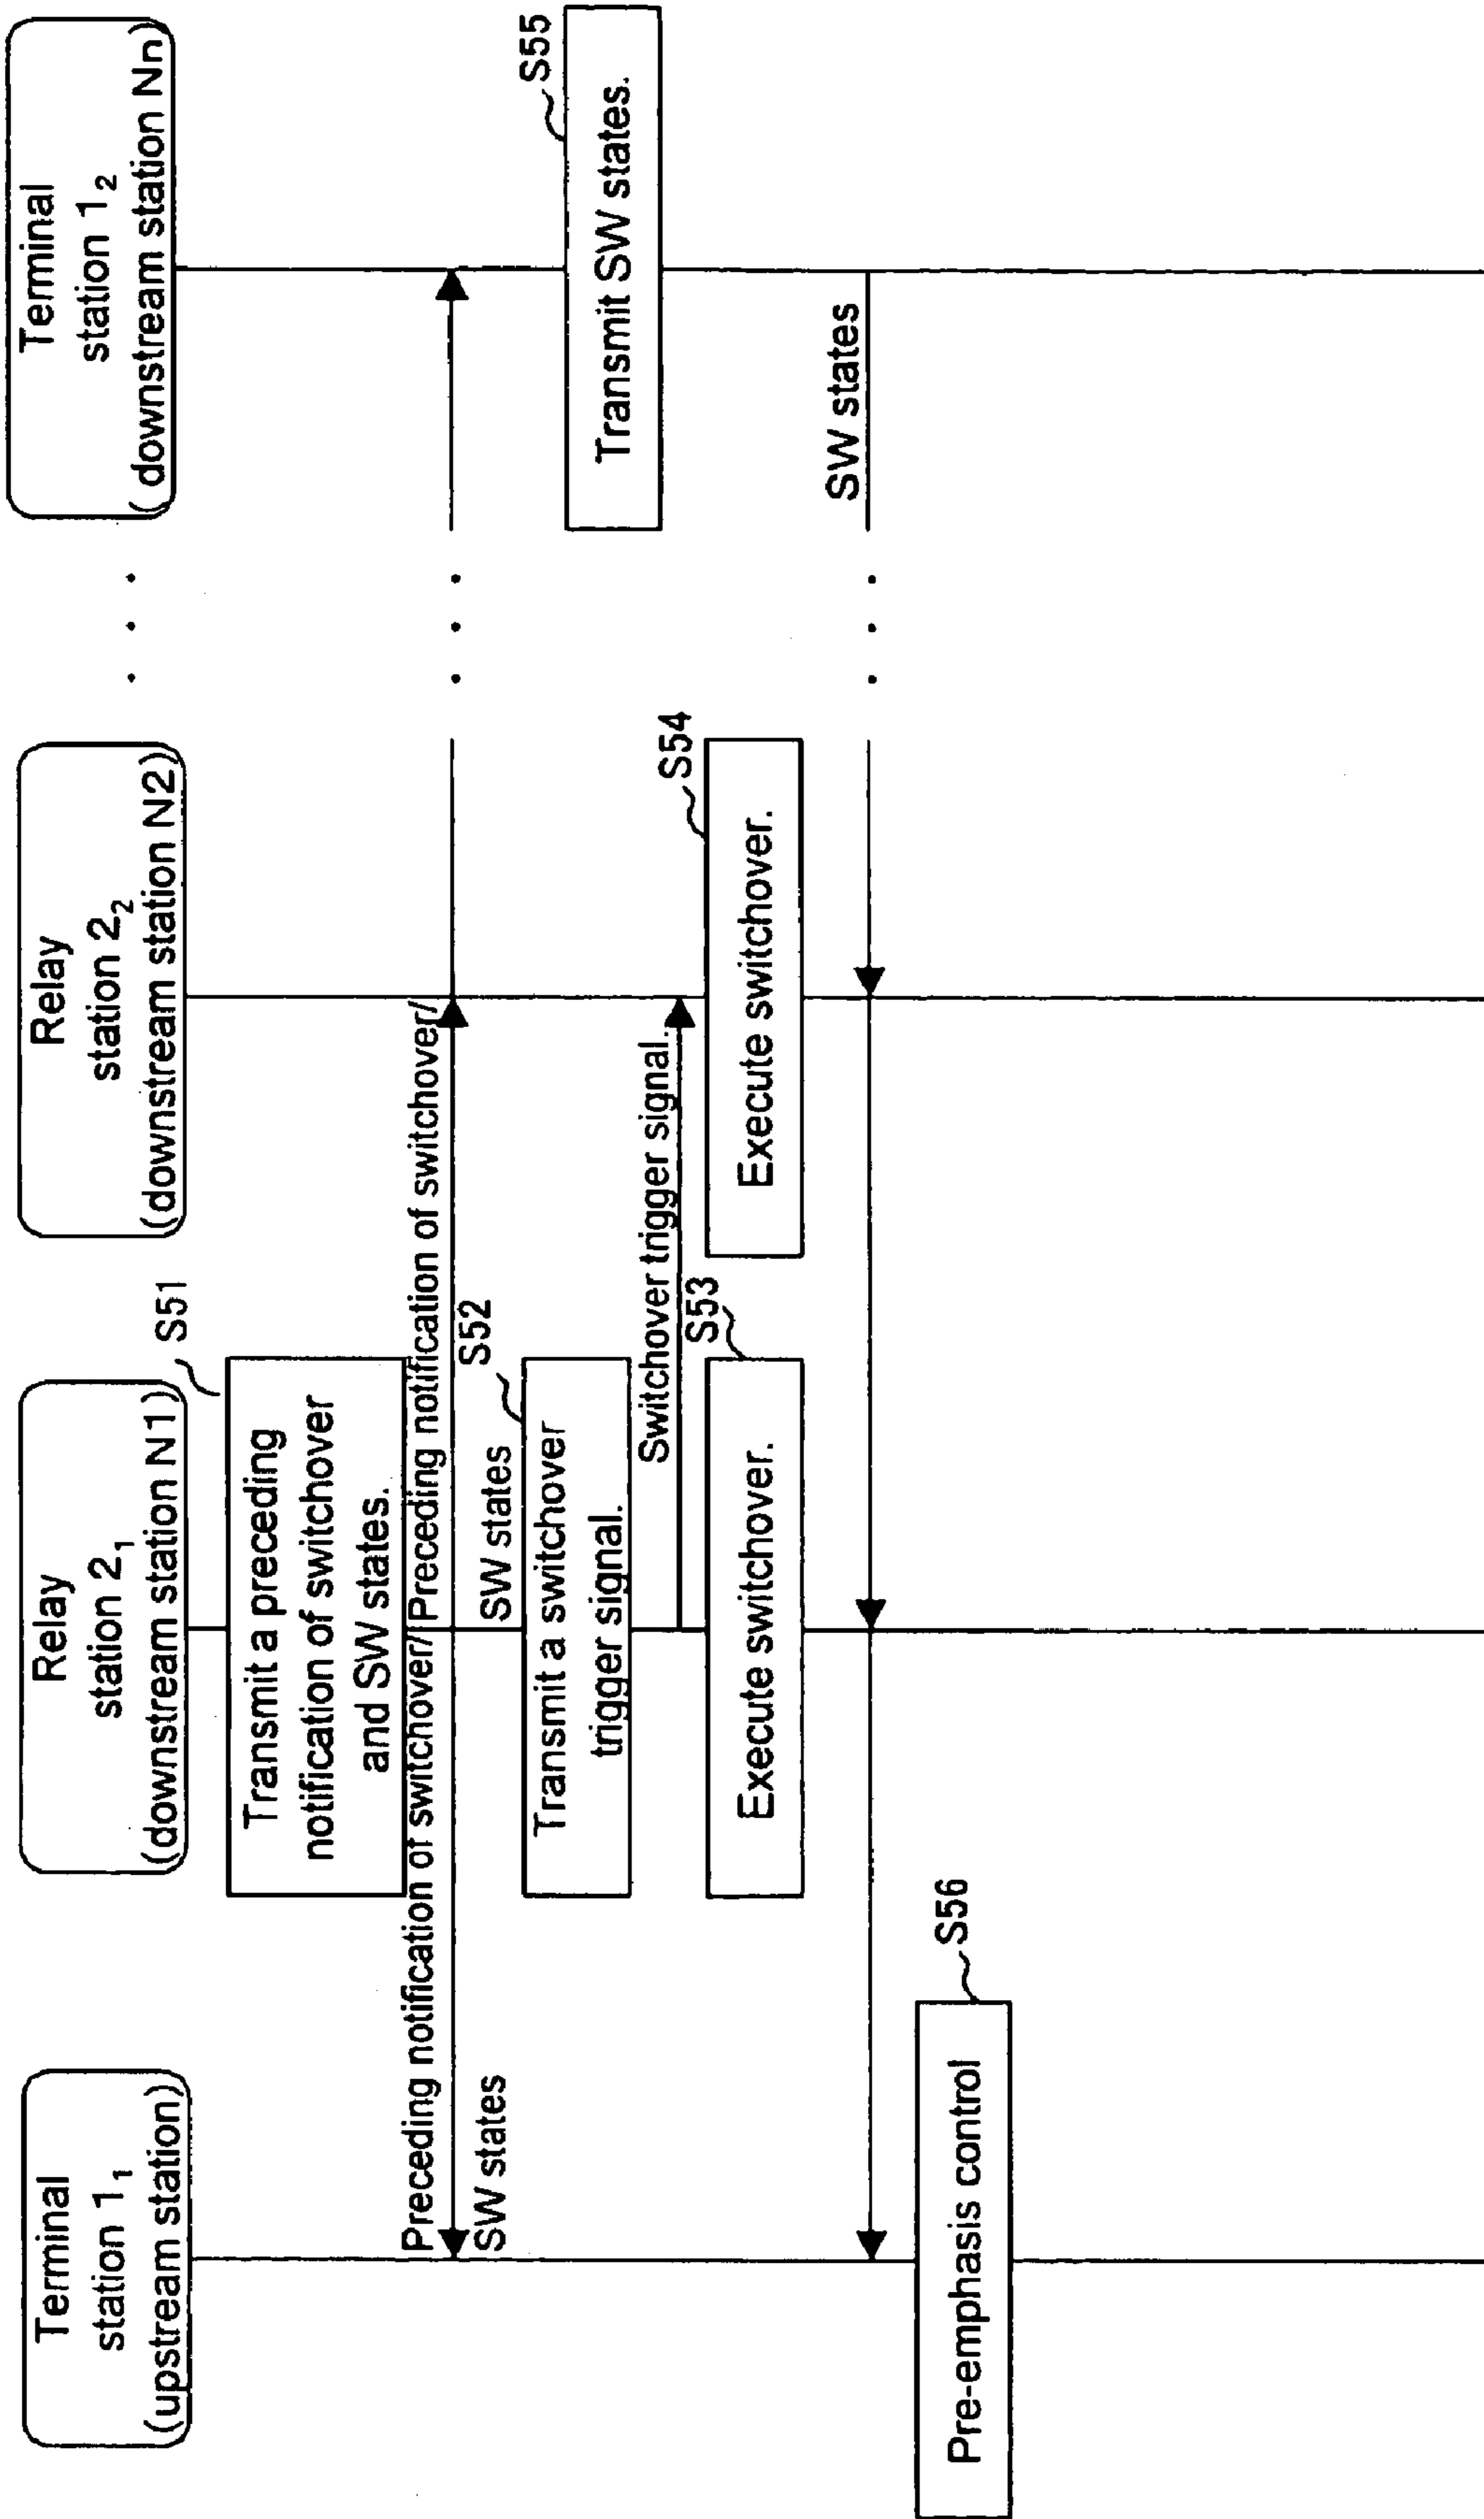 Terminal
station 1₁
(upstream station)
Relay
station 2₁
(downstream station N1)
Relay
station 2₂
(downstream station N2)
. . .
Terminal
station 1₂
(downstream station Nn)
S51
Transmit a preceding
notification of switchover
and SW states.
Preceding notification of switchover/
SW states
Preceding notification of switchover/
SW states
. . .
S52
Transmit a switchover
trigger signal.
S55
Transmit SW states.
Switchover trigger signal.
S53
Execute switchover.
S54
Execute switchover.
SW states
. . .
S56
Pre-emphasis control